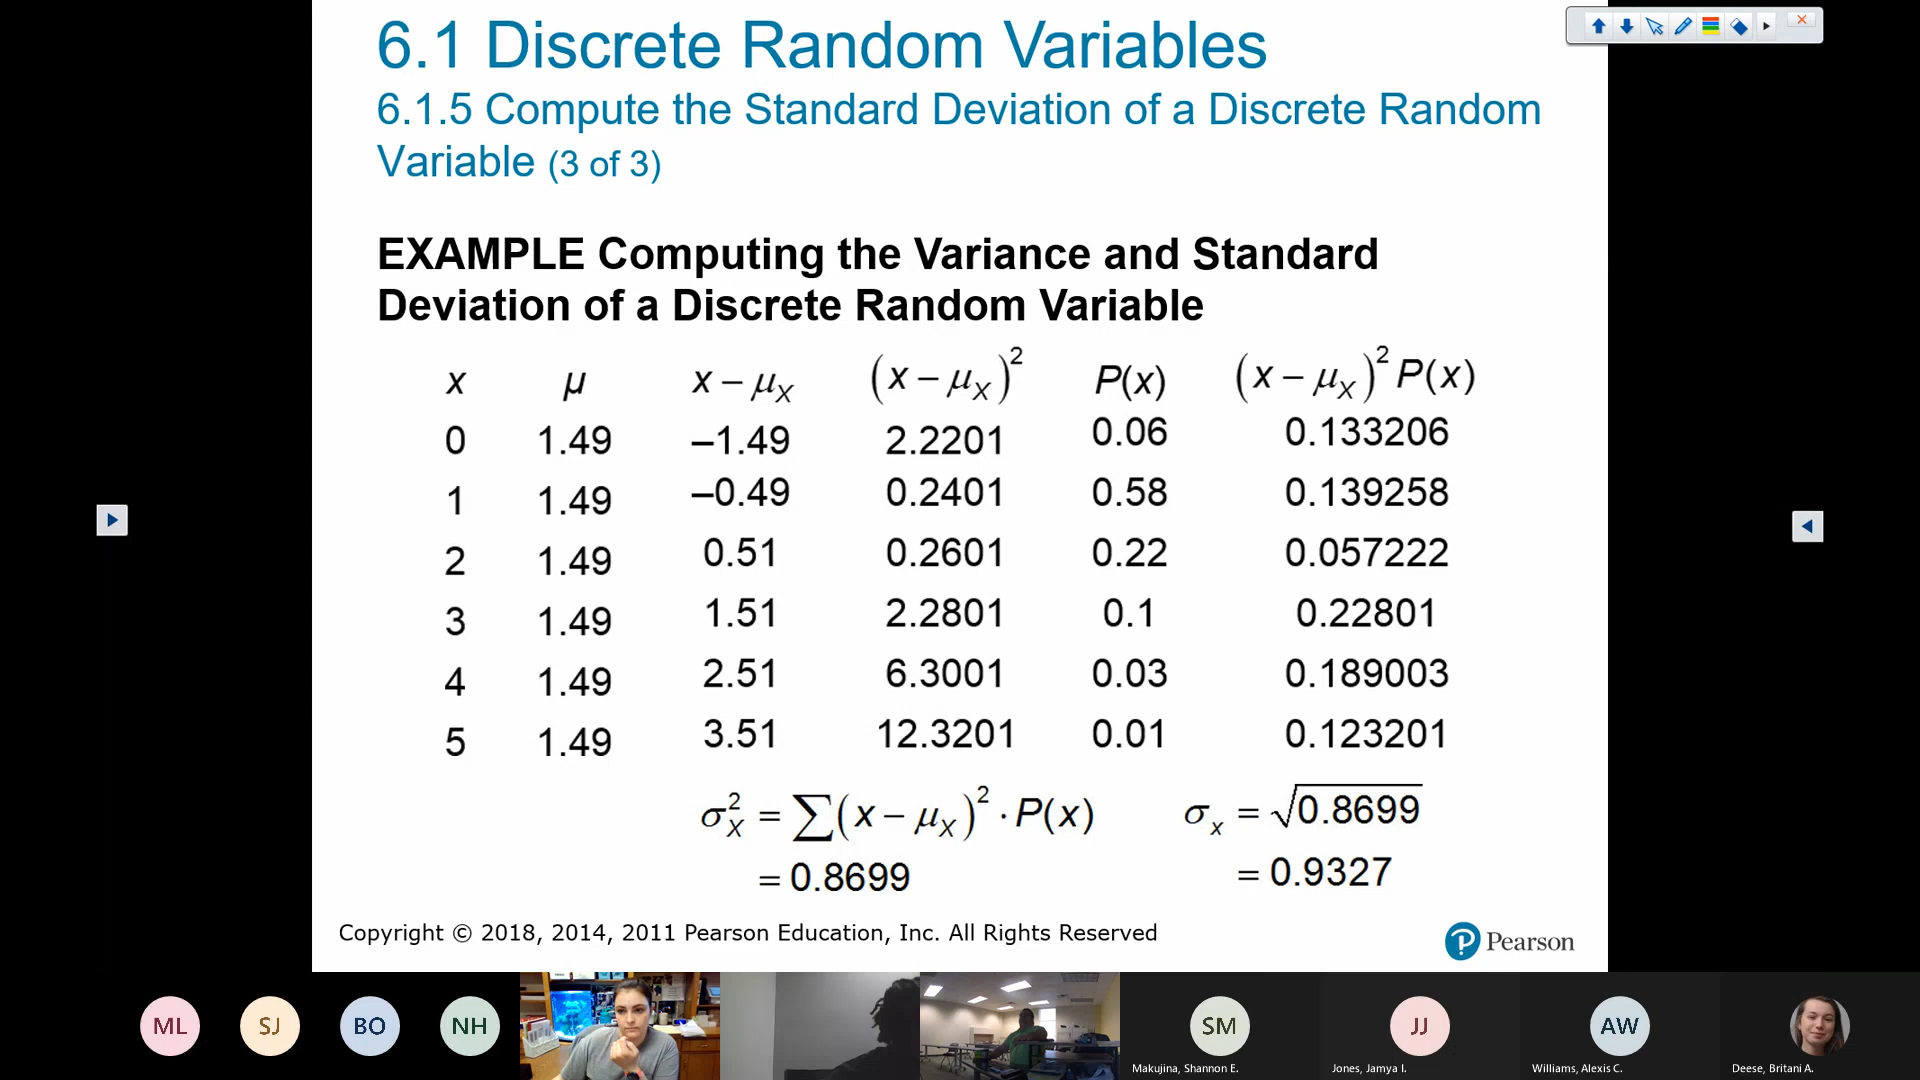 6.1 Discrete Random Variables
6.1.5 Compute the Standard Deviation of a Discrete Random
Variable (3 of 3)
EXAMPLE Computing the Variance and Standard
Deviation of a Discrete Random Variable
x μ x – μ_X (x – μ_X)² P(x) (x – μ_X)² P(x)
0 1.49 –1.49 2.2201 0.06 0.133206
1 1.49 –0.49 0.2401 0.58 0.139258
2 1.49 0.51 0.2601 0.22 0.057222
3 1.49 1.51 2.2801 0.1 0.22801
4 1.49 2.51 6.3001 0.03 0.189003
5 1.49 3.51 12.3201 0.01 0.123201
σ²_X = ∑(x – μ_X)² · P(x) σ_x = √0.8699
= 0.8699 = 0.9327
Copyright © 2018, 2014, 2011 Pearson Education, Inc. All Rights Reserved
Pearson
ML SJ BO NH SM JJ AW
Makujina, Shannon E. Jones, Jamya I. Williams, Alexis C. Deese, Britani A.